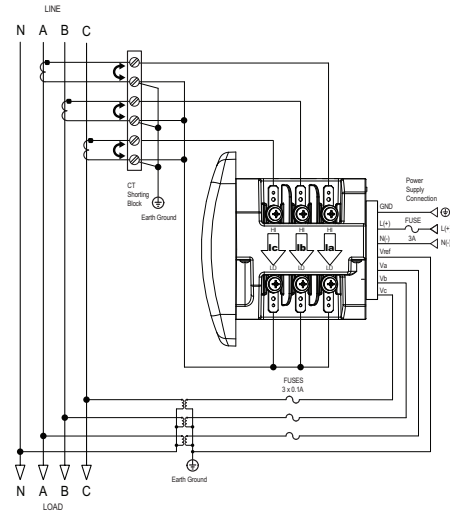 LINE
N A B C
CT
Shorting
Block
Earth Ground
Power
Supply
Connection
GND
FUSE
L(+) L(+)
N(-) 3A N(-)
Vref
Va
Vb
Vc
HI HI HI
Ic Ib Ia
LO LO LO
FUSES
3 x 0.1A
Earth Ground
N A B C
LOAD